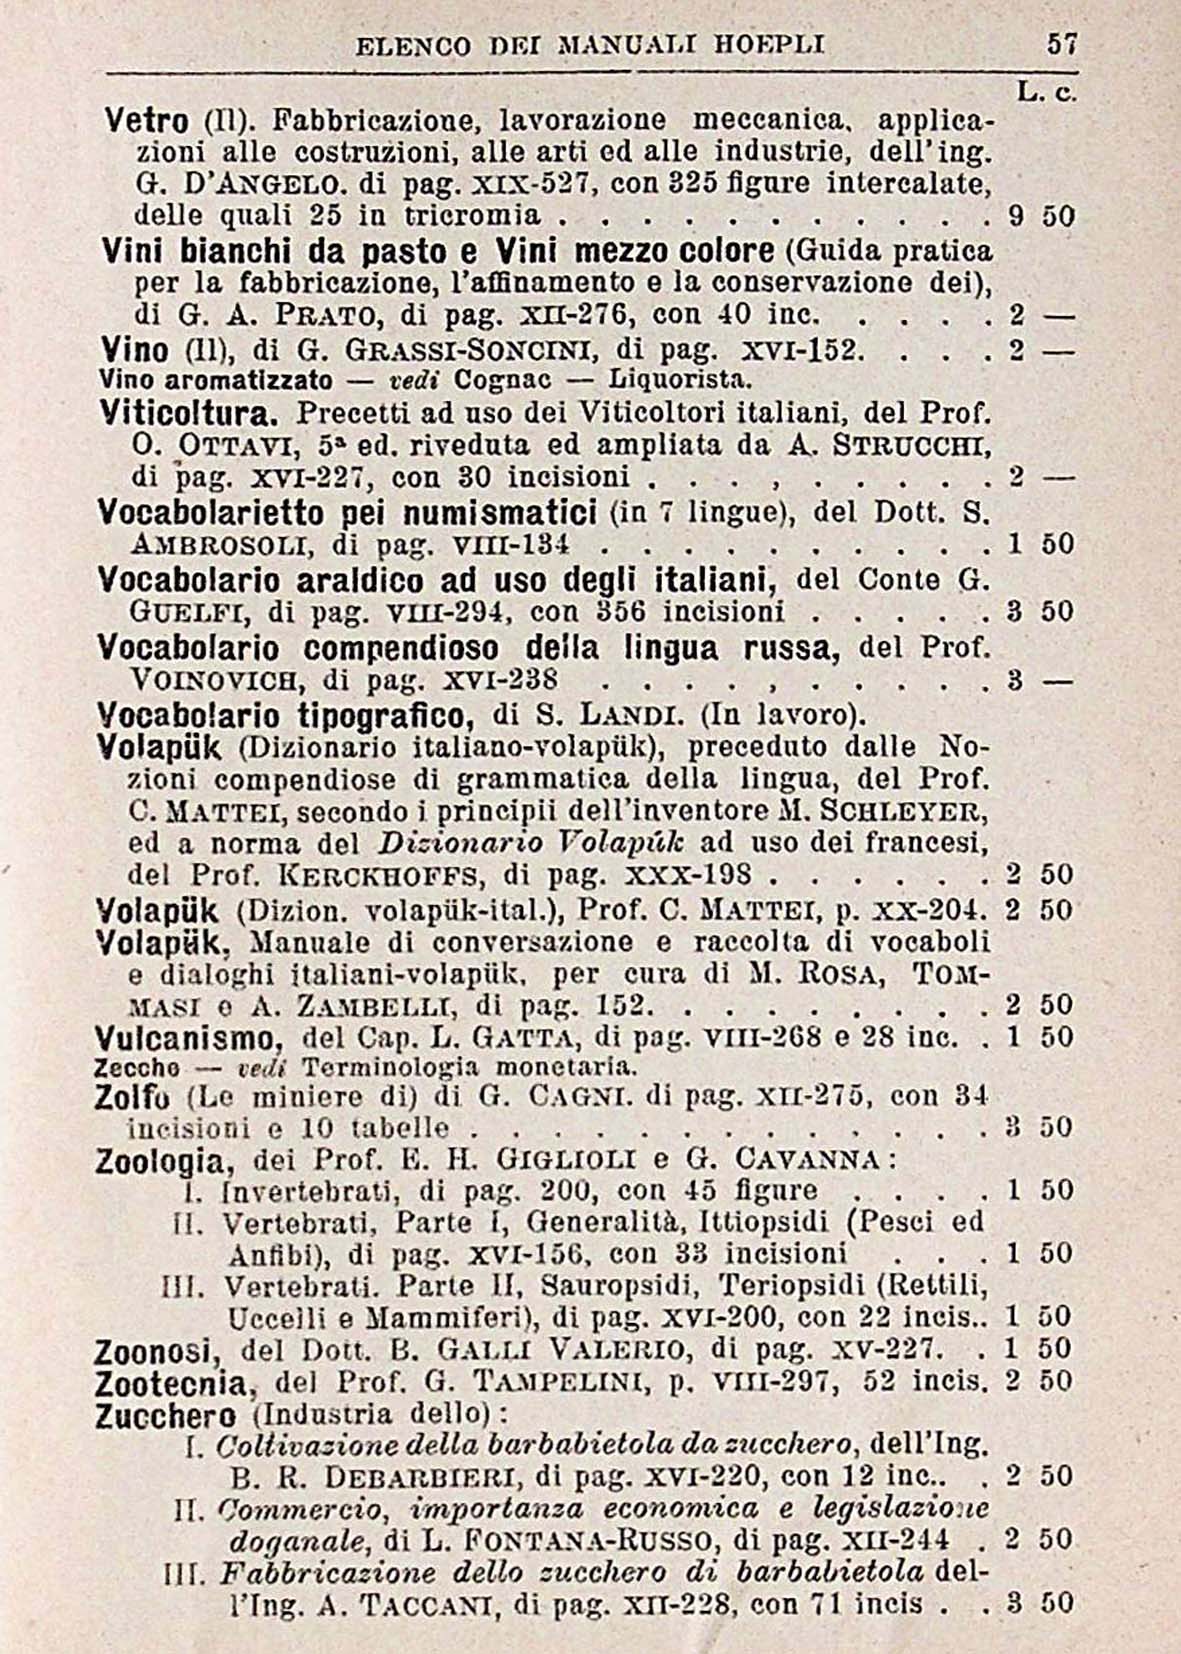 ELENCO DEI MANUALI HOEPLI 57
L. c.
Vetro (Il). Fabbricazione, lavorazione meccanica, applica-
zioni alle costruzioni, alle arti ed alle industrie, dell'ing.
G. D'ANGELO. di pag. XIX-527, con 325 figure intercalate,
delle quali 25 in tricromia . . . . . . . . . . . 9 50
Vini bianchi da pasto e Vini mezzo colore (Guida pratica
per la fabbricazione, l'affinamento e la conservazione dei),
di G. A. PRATO, di pag. XII-276, con 40 inc. . . . . 2 —
Vino (Il), di G. GRASSI-SONCINI, di pag. XVI-152. . . . 2 —
Vino aromatizzato — vedi Cognac — Liquorista.
Viticoltura. Precetti ad uso dei Viticoltori italiani, del Prof.
O. OTTAVI, 5ª ed. riveduta ed ampliata da A. STRUCCHI,
di pag. XVI-227, con 30 incisioni . . . . . . . . . 2 —
Vocabolarietto pei numismatici (in 7 lingue), del Dott. S.
AMBROSOLI, di pag. VIII-134 . . . . . . . . . . 1 50
Vocabolario araldico ad uso degli italiani, del Conte G.
GUELFI, di pag. VIII-294, con 356 incisioni . . . . . 3 50
Vocabolario compendioso della lingua russa, del Prof.
VOINOVICH, di pag. XVI-238 . . . . . . . . . . 3 —
Vocabolario tipografico, di S. LANDI. (In lavoro).
Volapük (Dizionario italiano-volapük), preceduto dalle No-
zioni compendiose di grammatica della lingua, del Prof.
C. MATTEI, secondo i principii dell'inventore M. SCHLEYER,
ed a norma del Dizionario Volapük ad uso dei francesi,
del Prof. KERCKHOFFS, di pag. XXX-198 . . . . . . 2 50
Volapük (Dizion. volapük-ital.), Prof. C. MATTEI, p. XX-204. 2 50
Volapük, Manuale di conversazione e raccolta di vocaboli
e dialoghi italiani-volapük, per cura di M. ROSA, TOM-
MASI e A. ZAMBELLI, di pag. 152. . . . . . . . . 2 50
Vulcanismo, del Cap. L. GATTA, di pag. VIII-268 e 28 inc. . 1 50
Zecche — vedi Terminologia monetaria.
Zolfo (Le miniere di) di G. CAGNI. di pag. XII-275, con 34
incisioni e 10 tabelle . . . . . . . . . . . . . 3 50
Zoologia, dei Prof. E. H. GIGLIOLI e G. CAVANNA:
I. Invertebrati, di pag. 200, con 45 figure . . . . 1 50
II. Vertebrati, Parte I, Generalità, Ittiopsidi (Pesci ed
Anfibi), di pag. XVI-156, con 33 incisioni . . . 1 50
III. Vertebrati. Parte II, Sauropsidi, Teriopsidi (Rettili,
Uccelli e Mammiferi), di pag. XVI-200, con 22 incis.. 1 50
Zoonosi, del Dott. B. GALLI VALERIO, di pag. XV-227. . 1 50
Zootecnia, del Prof. G. TAMPELINI, p. VIII-297, 52 incis. 2 50
Zucchero (Industria dello):
I. Coltivazione della barbabietola da zucchero, dell'Ing.
B. R. DEBARBIERI, di pag. XVI-220, con 12 inc.. . 2 50
II. Commercio, importanza economica e legislazione
doganale, di L. FONTANA-RUSSO, di pag. XII-244 . 2 50
III. Fabbricazione dello zucchero di barbabietola del-
l'Ing. A. TACCANI, di pag. XII-228, con 71 incis . . 3 50